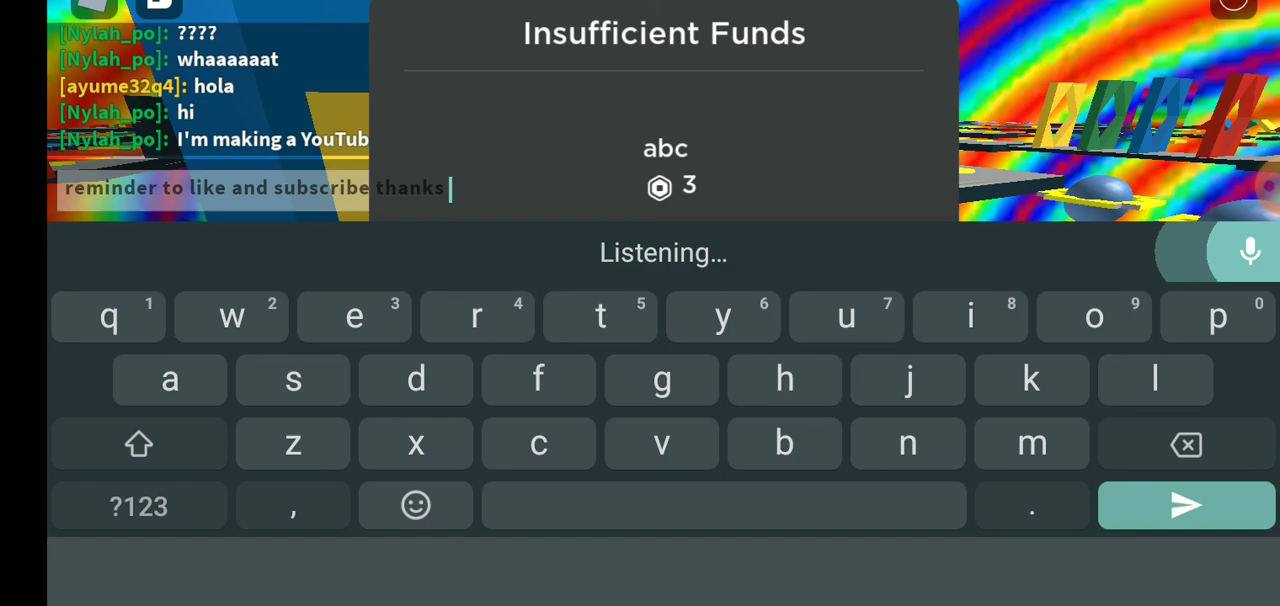 [Nylah_po]: ????
[Nylah_po]: whaaaaaat
[ayume32q4]: hola
[Nylah_po]: hi
[Nylah_po]: I'm making a YouTub
reminder to like and subscribe thanks
Insufficient Funds
abc
3
Listening...
q 1 w 2 e 3 r 4 t 5 y 6 u 7 i 8 o 9 p 0
a s d f g h j k l
z x c v b n m
?123 , .